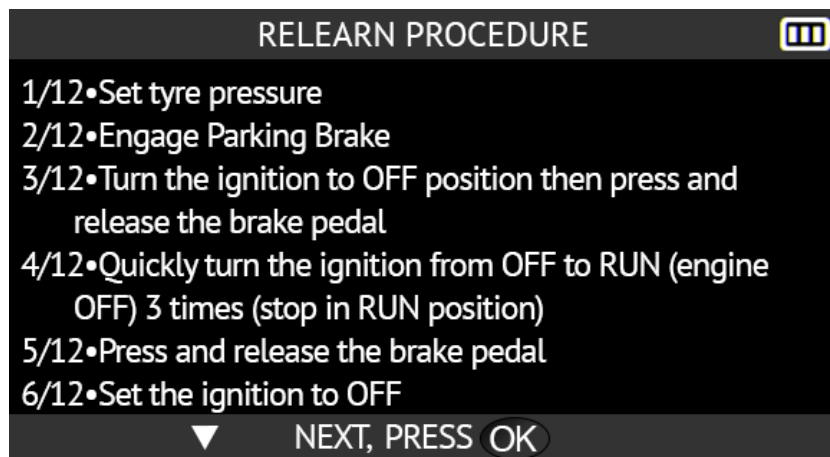 RELEARN PROCEDURE
1/12•Set tyre pressure
2/12•Engage Parking Brake
3/12•Turn the ignition to OFF position then press and
release the brake pedal
4/12•Quickly turn the ignition from OFF to RUN (engine
OFF) 3 times (stop in RUN position)
5/12•Press and release the brake pedal
6/12•Set the ignition to OFF
▼ NEXT, PRESS OK